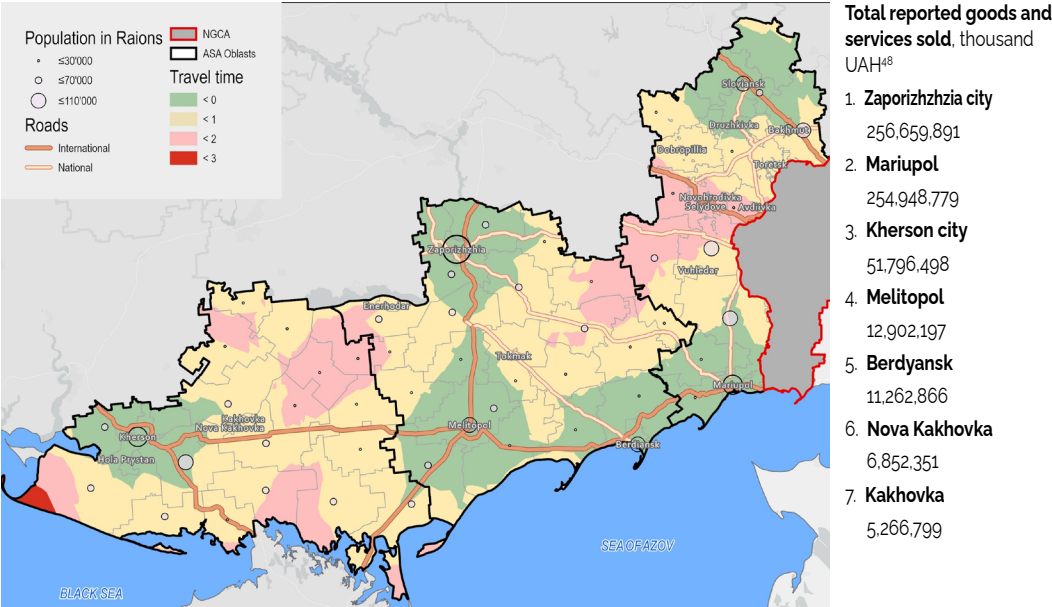 Population in Raions
≤30'000
≤70'000
≤110'000
Roads
International
National
NGCA
ASA Oblasts
Travel time
< 0
< 1
< 2
< 3
Sloviansk
Druzhkivka
Bakhmut
Dobropillia
Toretsk
Novohrodivka
Selydove
Avdiivka
Zaporizhzhia
Vuhledar
Enerhodar
Tokmak
Mariupol
Kakhovka
Nova Kakhovka
Melitopol
Kherson
Berdiansk
Hola Prystan
SEA OF AZOV
BLACK SEA
Total reported goods and
services sold, thousand
UAH48
1. Zaporizhzhzia city
256,659,891
2. Mariupol
254,948,779
3. Kherson city
51,796,498
4. Melitopol
12,902,197
5. Berdyansk
11,262,866
6. Nova Kakhovka
6,852,351
7. Kakhovka
5,266,799